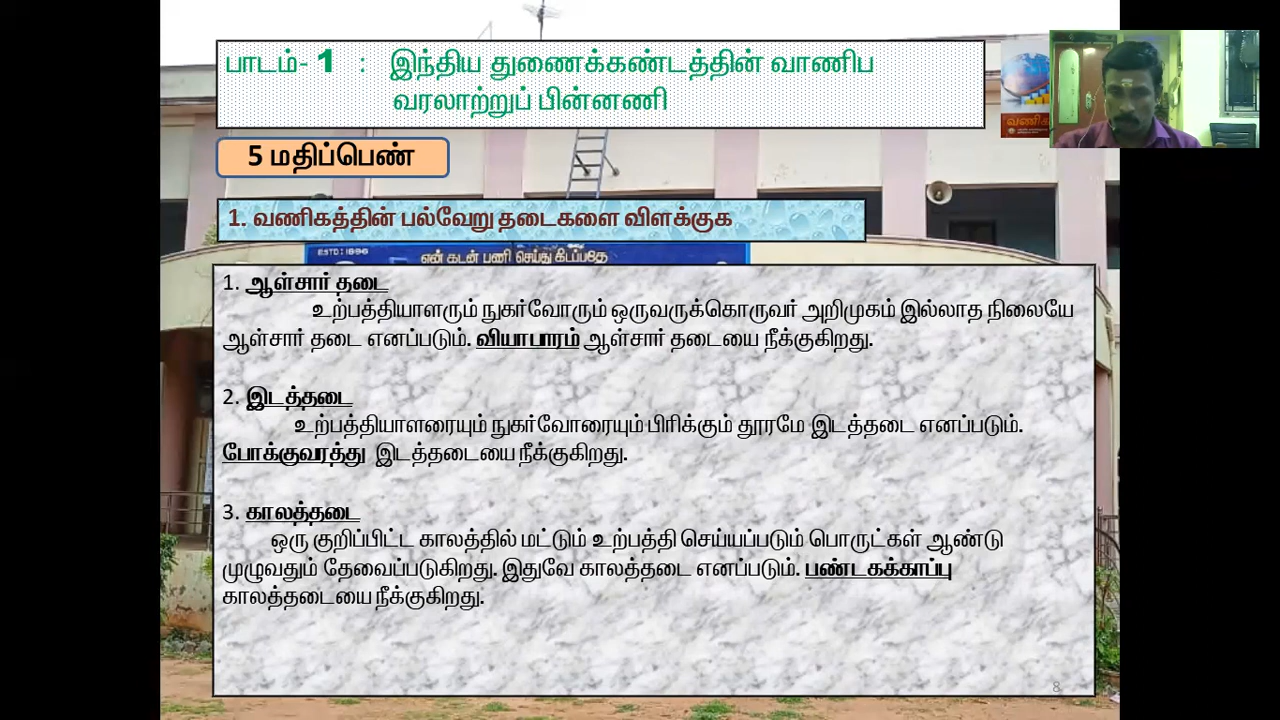 பாடம்- 1 : இந்திய துணைக்கண்டத்தின் வாணிப
வரலாற்றுப் பின்னணி
வணிக
5 மதிப்பெண்
1. வணிகத்தின் பல்வேறு தடைகளை விளக்குக
ESTD : 1896
என் கடன் பணி செய்து கிடப்பதே
1. ஆள்சார் தடை
உற்பத்தியாளரும் நுகர்வோரும் ஒருவருக்கொருவர் அறிமுகம் இல்லாத நிலையே
ஆள்சார் தடை எனப்படும். வியாபாரம் ஆள்சார் தடையை நீக்குகிறது.
2. இடத்தடை
உற்பத்தியாளரையும் நுகர்வோரையும் பிரிக்கும் தூரமே இடத்தடை எனப்படும்.
போக்குவரத்து இடத்தடையை நீக்குகிறது.
3. காலத்தடை
ஒரு குறிப்பிட்ட காலத்தில் மட்டும் உற்பத்தி செய்யப்படும் பொருட்கள் ஆண்டு
முழுவதும் தேவைப்படுகிறது. இதுவே காலத்தடை எனப்படும். பண்டகக்காப்பு
காலத்தடையை நீக்குகிறது.
8